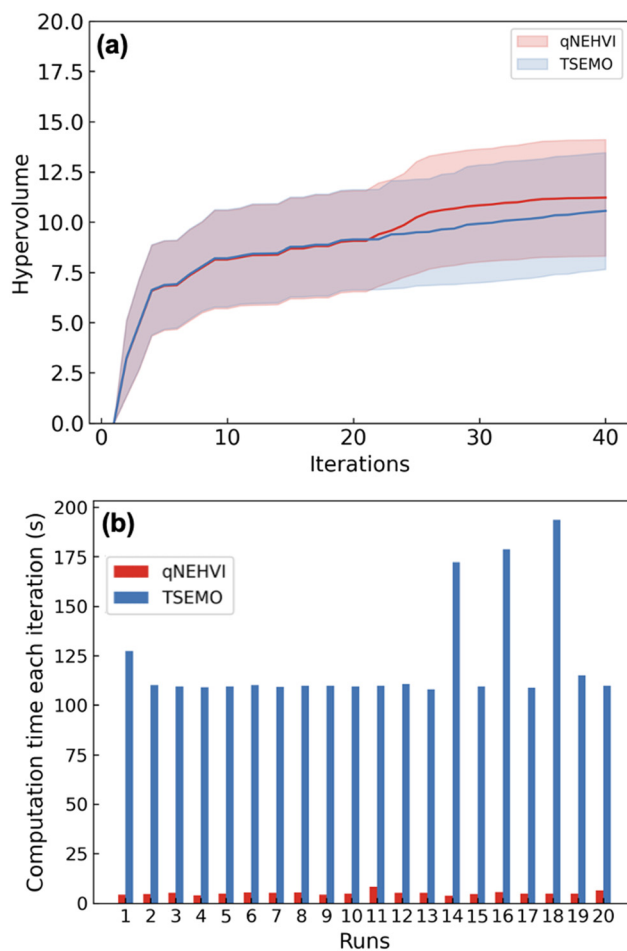 (a)
qNEHVI
TSEMO
Hypervolume
20.0
17.5
15.0
12.5
10.0
7.5
5.0
2.5
0.0
0 10 20 30 40
Iterations
(b)
qNEHVI
TSEMO
Computation time each iteration (s)
200
175
150
125
100
75
50
25
0
1 2 3 4 5 6 7 8 9 10 11 12 13 14 15 16 17 18 19 20
Runs